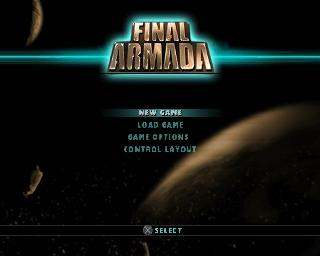 FINAL
ARMADA
NEW GAME
LOAD GAME
GAME OPTIONS
CONTROL LAYOUT
SELECT